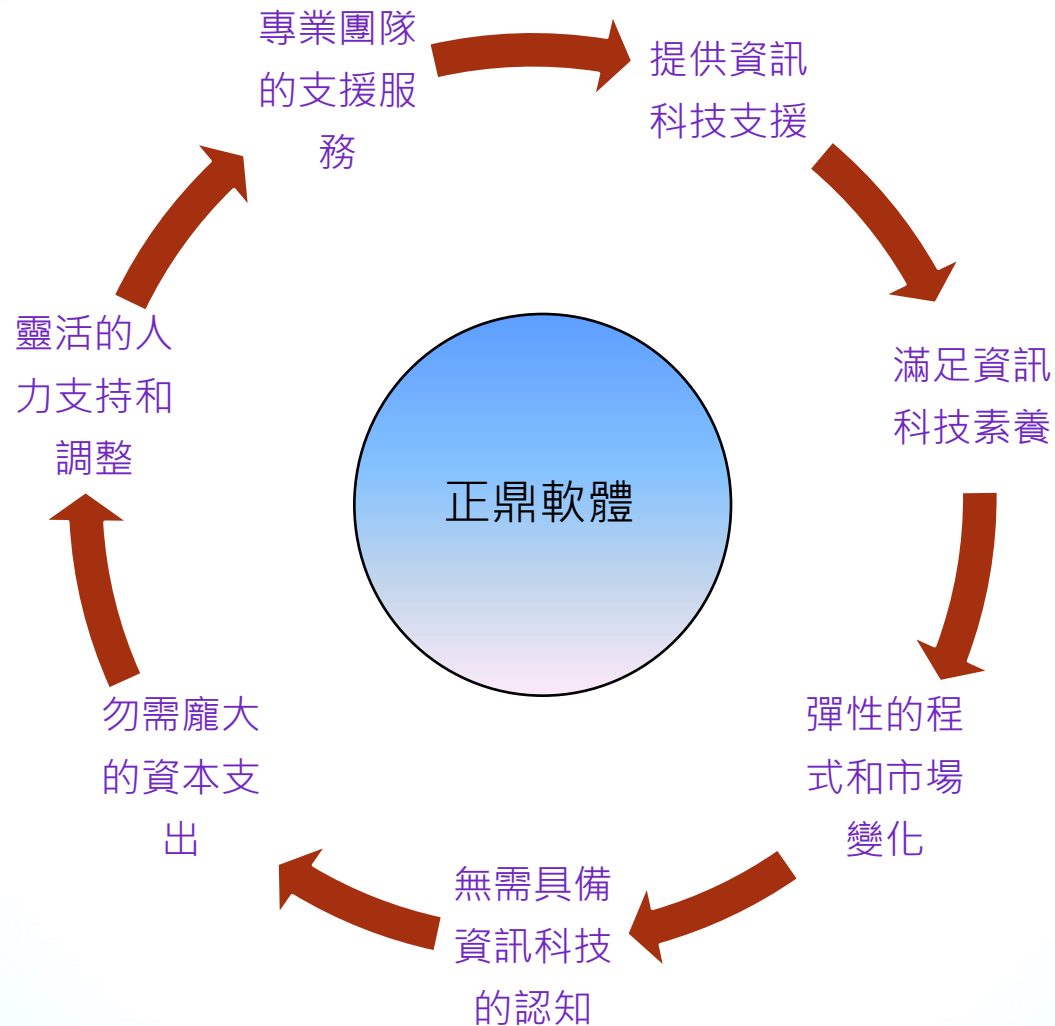 專業團隊
的支援服
務
提供資訊
科技支援
滿足資訊
科技素養
彈性的程
式和市場
變化
無需具備
資訊科技
的認知
勿需龐大
的資本支
出
靈活的人
力支持和
調整
正鼎軟體